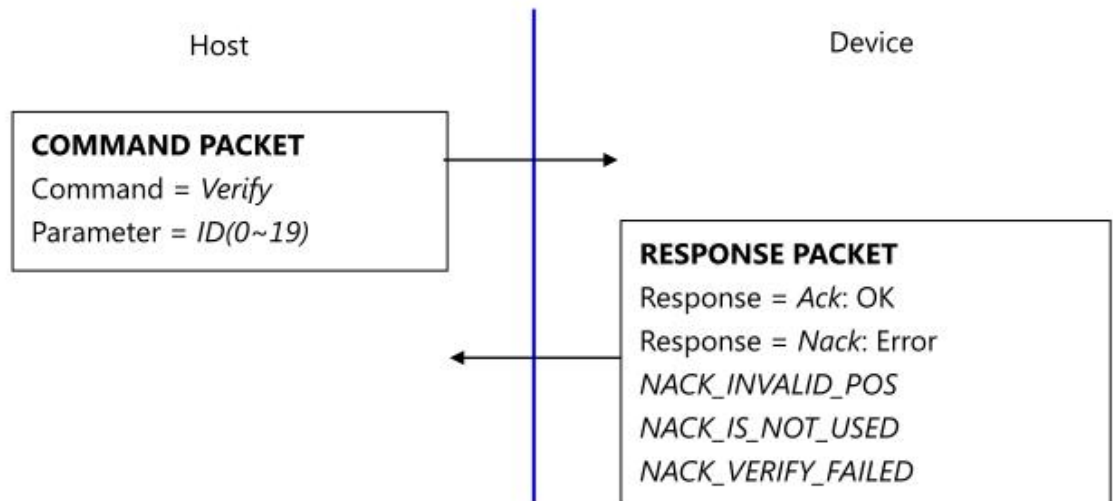 Host
Device
COMMAND PACKET
Command = Verify
Parameter = ID(0~19)
RESPONSE PACKET
Response = Ack: OK
Response = Nack: Error
NACK_INVALID_POS
NACK_IS_NOT_USED
NACK_VERIFY_FAILED